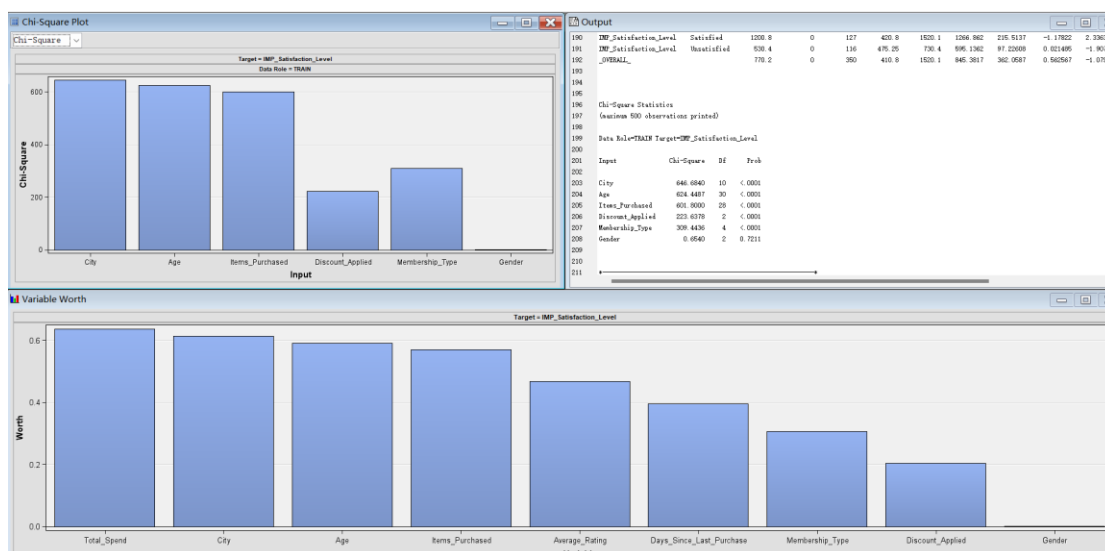 Chi-Square Plot
Chi-Square
Target = IMP_Satisfaction_Level
Data Role = TRAIN
Chi-Square
600
400
200
0
City Age Items_Purchased Discount_Applied Membership_Type Gender
Input
Output
190 IMP_Satisfaction_Level Satisfied 1200.8 0 127 420.8 1520.1 1266.862 215.5137 -1.17822
191 IMP_Satisfaction_Level Unsatisfied 530.4 0 116 475.25 730.4 595.1362 97.22608 0.021485
192 _OVERALL_ 770.2 0 350 410.8 1520.1 845.3817 362.0587 0.562567
193
194
195
196 Chi-Square Statistics
197 (maximum 500 observations printed)
198
199 Data Role=TRAIN Target=IMP_Satisfaction_Level
200
201 Input Chi-Square Df Prob
202
203 City 646.6840 10 <.0001
204 Age 624.4487 30 <.0001
205 Items_Purchased 601.8000 28 <.0001
206 Discount_Applied 223.6378 2 <.0001
207 Membership_Type 309.4436 4 <.0001
208 Gender 0.6540 2 0.7211
209
210
211 *
Variable Worth
Target = IMP_Satisfaction_Level
Worth
0.6
0.4
0.2
0.0
Total_Spend City Age Items_Purchased Average_Rating Days_Since_Last_Purchase Membership_Type Discount_Applied Gender